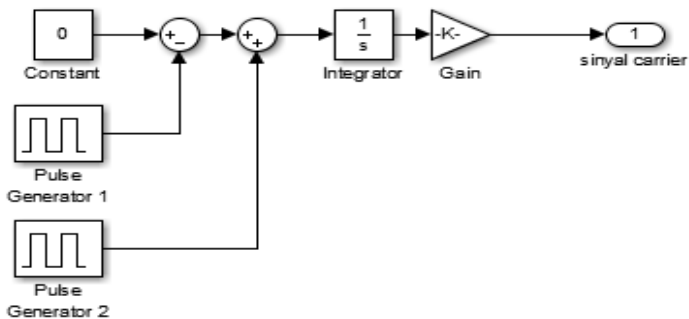 0
Constant
+
−
+
+
1
s
Integrator
-K-
Gain
1
sinyal carrier
Pulse
Generator 1
Pulse
Generator 2